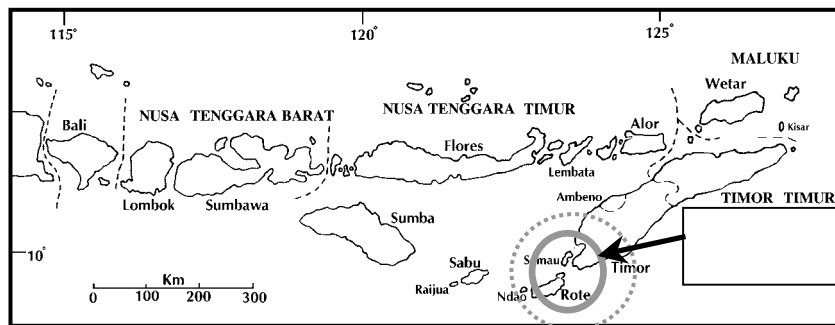 115° 120° 125°
MALUKU
Wetar
NUSA TENGGARA BARAT NUSA TENGGARA TIMUR
Bali Alor Kisar
Flores
Lembata
Lombok Sumbawa Ambeno
TIMOR TIMUR
Sumba
10° Sabu Semau Timor
Km Raijua Ndao Rote
0 100 200 300